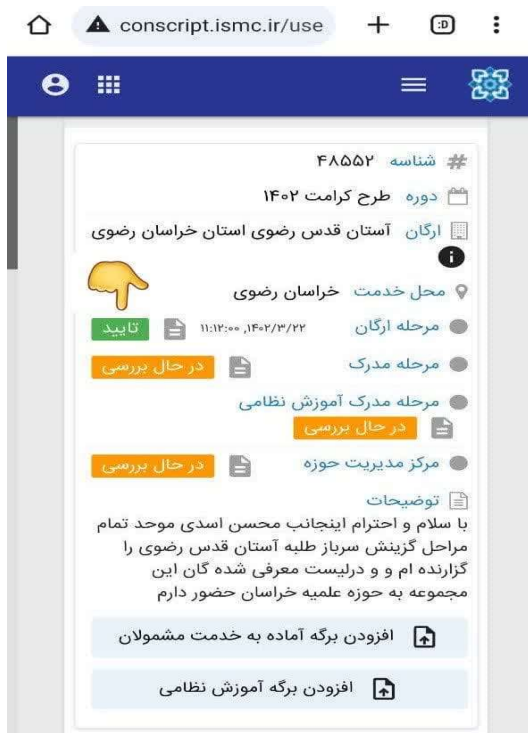 conscript.ismc.ir/use
:D
شناسه ۴۸۵۵۲
دوره طرح کرامت ۱۴۰۲
ارگان آستان قدس رضوی استان خراسان رضوی
محل خدمت خراسان رضوی
مرحله ارگان ۱۴۰۲/۳/۲۲, ۱۱:۱۲:۰۰ تایید
مرحله مدرک در حال بررسی
مرحله مدرک آموزش نظامی
در حال بررسی
مرکز مدیریت حوزه در حال بررسی
توضیحات
با سلام و احترام اینجانب محسن اسدی موحد تمام
مراحل گزینش سرباز طلبه آستان قدس رضوی را
گزارنده ام و و درلیست معرفی شده گان این
مجموعه به حوزه علمیه خراسان حضور دارم
افزودن برگه آماده به خدمت مشمولان
افزودن برگه آموزش نظامی